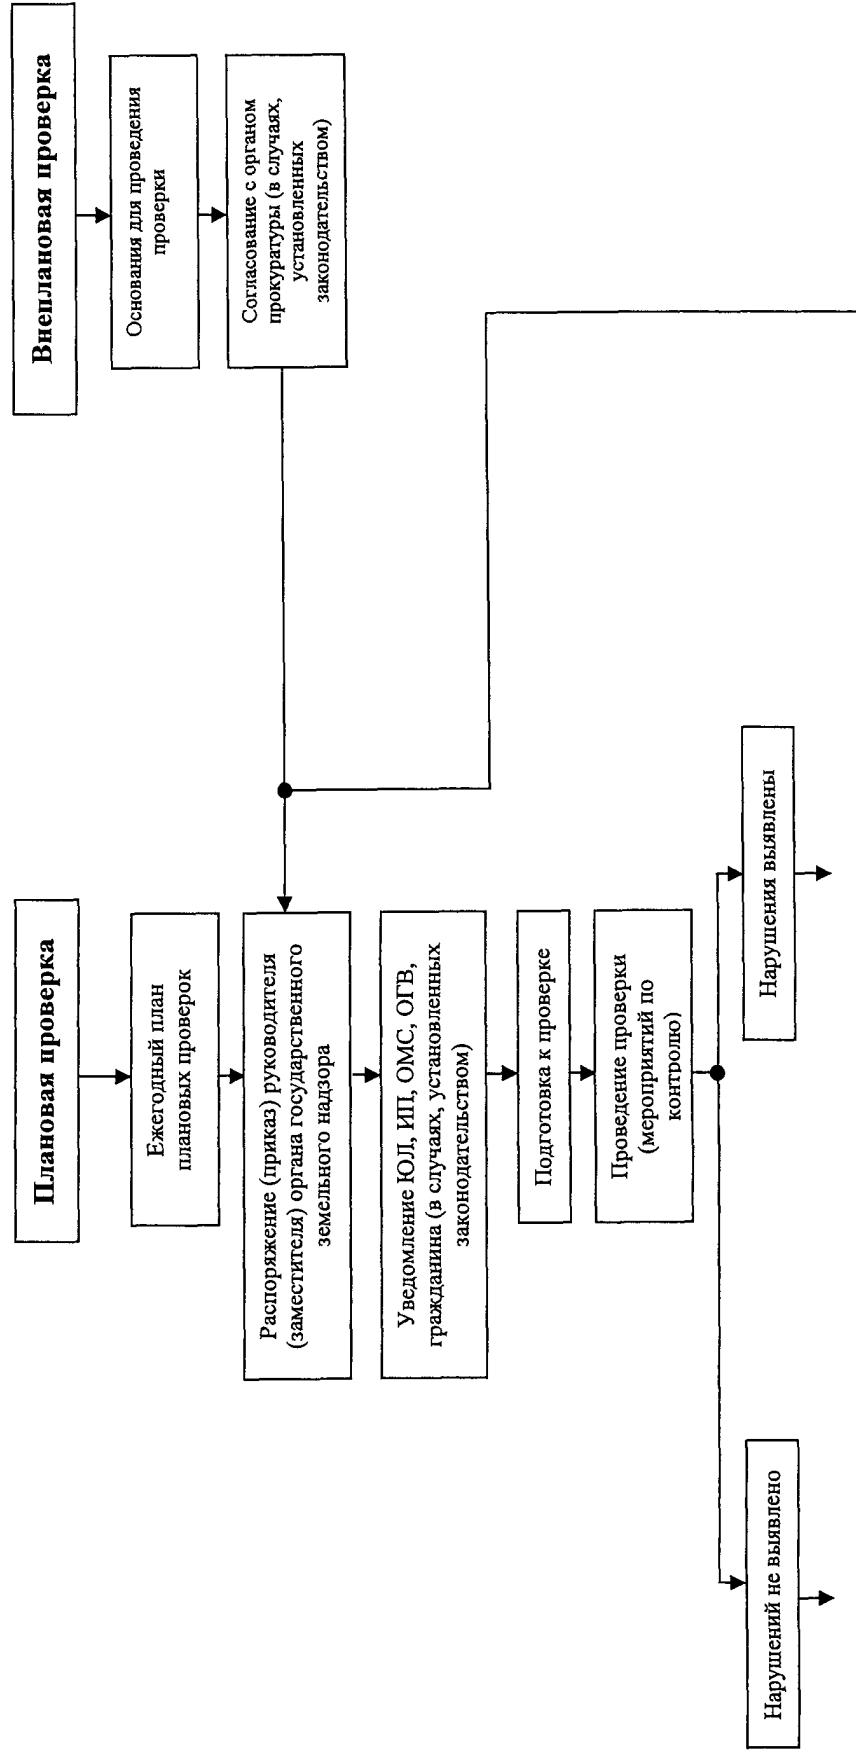 Плановая проверка
Ежегодный план
плановых проверок
Распоряжение (приказ) руководителя
(заместителя) органа государственного
земельного надзора
Уведомление ЮЛ, ИП, ОМС, ОГВ,
гражданина (в случаях, установленных
законодательством)
Подготовка к проверке
Проведение проверки
(мероприятий по
контролю)
Нарушений не выявлено
Нарушения выявлены
Внеплановая проверка
Основания для проведения
проверки
Согласование с органом
прокуратуры (в случаях,
установленных
законодательством)